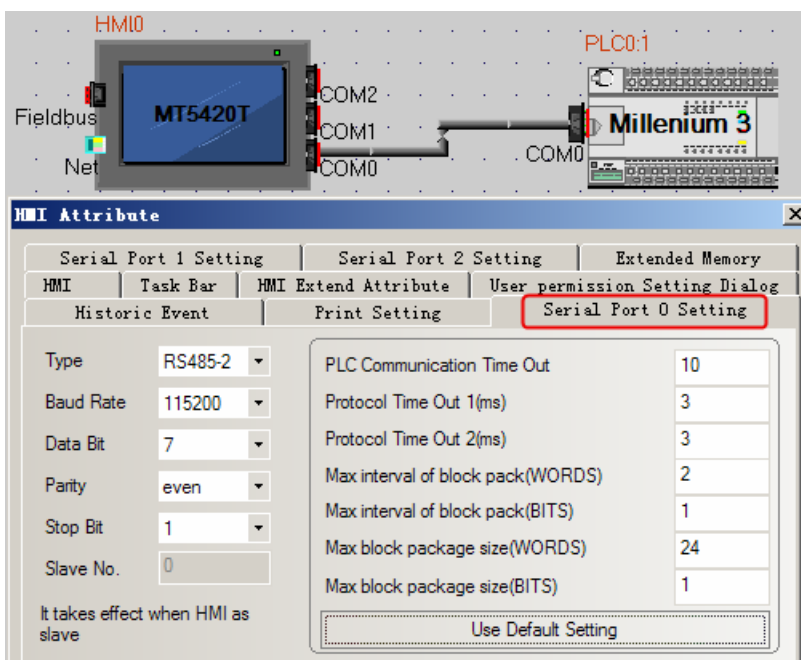 HMI0
PLC0:1
COM2
Fieldbus
MT5420T
COM1
Millenium 3
COM0
Net
COM0
HMI Attribute
Serial Port 1 Setting
Serial Port 2 Setting
Extended Memory
HMI
Task Bar
HMI Extend Attribute
User permission Setting Dialog
Historic Event
Print Setting
Serial Port 0 Setting
Type RS485-2
Baud Rate 115200
Data Bit 7
Parity even
Stop Bit 1
Slave No. 0
It takes effect when HMI as
slave
PLC Communication Time Out 10
Protocol Time Out 1(ms) 3
Protocol Time Out 2(ms) 3
Max interval of block pack(WORDS) 2
Max interval of block pack(BITS) 1
Max block package size(WORDS) 24
Max block package size(BITS) 1
Use Default Setting